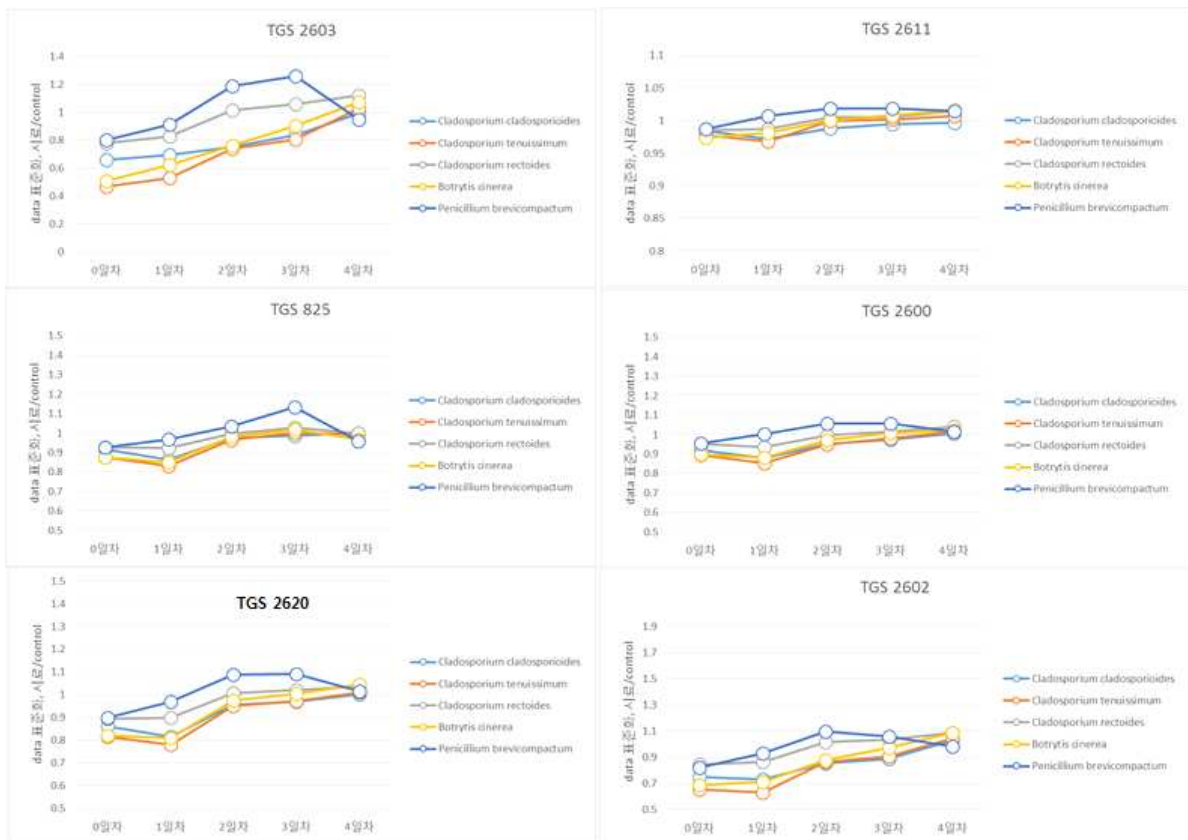 TGS 2603
data 표준화, 시료/control
1.4
1.2
1
0.8
0.6
0.4
0.2
0
0일차 1일차 2일차 3일차 4일차
Cladosporium cladosporioides
Cladosporium tenuissimum
Cladosporium rectoides
Botrytis cinerea
Penicillium brevicompactum
TGS 2611
data 표준화, 시료/control
1.1
1.05
1
0.95
0.9
0.85
0.8
0일차 1일차 2일차 3일차 4일차
Cladosporium cladosporioides
Cladosporium tenuissimum
Cladosporium rectoides
Botrytis cinerea
Penicillium brevicompactum
TGS 825
data 표준화, 시료/control
1.5
1.4
1.3
1.2
1.1
1
0.9
0.8
0.7
0.6
0.5
0일차 1일차 2일차 3일차 4일차
Cladosporium cladosporioides
Cladosporium tenuissimum
Cladosporium rectoides
Botrytis cinerea
Penicillium brevicompactum
TGS 2600
data 표준화, 시료/control
1.5
1.4
1.3
1.2
1.1
1
0.9
0.8
0.7
0.6
0.5
0일차 1일차 2일차 3일차 4일차
Cladosporium cladosporioides
Cladosporium tenuissimum
Cladosporium rectoides
Botrytis cinerea
Penicillium brevicompactum
TGS 2620
data 표준화, 시료/control
1.5
1.4
1.3
1.2
1.1
1
0.9
0.8
0.7
0.6
0.5
0일차 1일차 2일차 3일차 4일차
Cladosporium cladosporioides
Cladosporium tenuissimum
Cladosporium rectoides
Botrytis cinerea
Penicillium brevicompactum
TGS 2602
data 표준화, 시료/control
1.9
1.7
1.5
1.3
1.1
0.9
0.7
0.5
0일차 1일차 2일차 3일차 4일차
Cladosporium cladosporioides
Cladosporium tenuissimum
Cladosporium rectoides
Botrytis cinerea
Penicillium brevicompactum